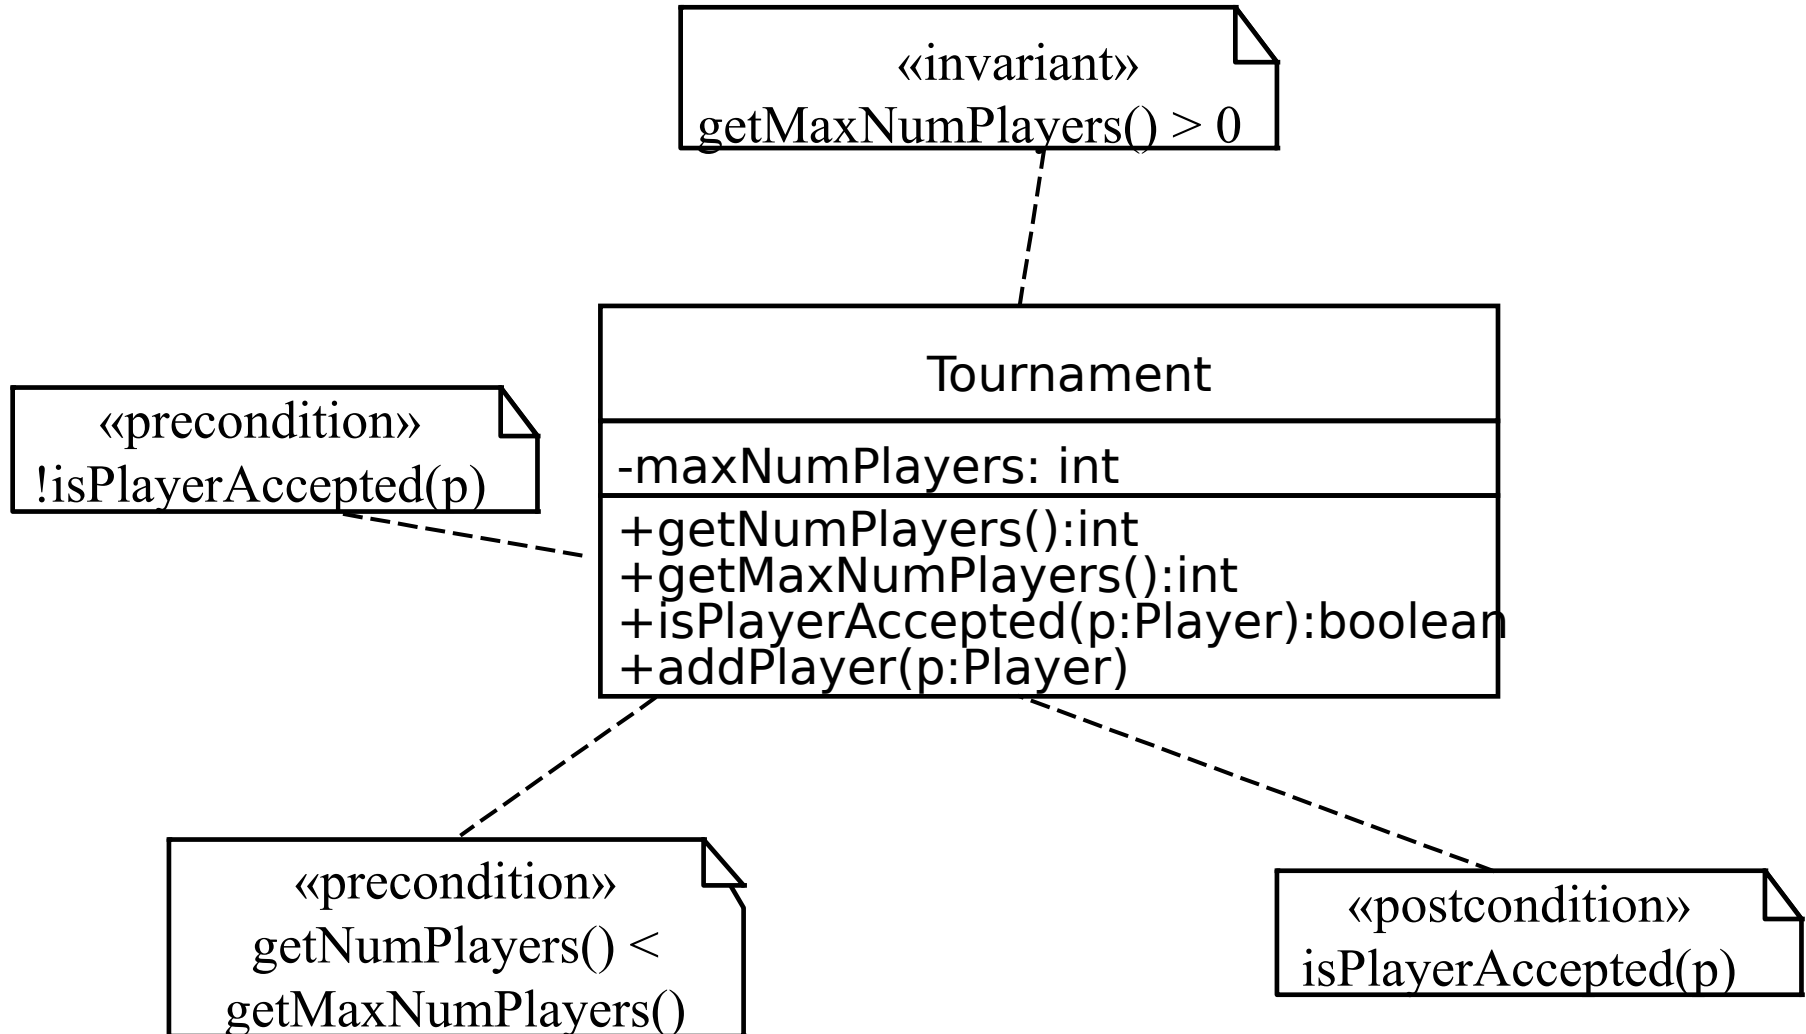 «invariant»
getMaxNumPlayers() > 0
Tournament
-maxNumPlayers: int
«precondition»
!isPlayerAccepted(p)
+getNumPlayers():int
+getMaxNumPlayers():int
+isPlayerAccepted(p:Player):boolean
+addPlayer(p:Player)
«precondition»
getNumPlayers() <
getMaxNumPlayers()
«postcondition»
isPlayerAccepted(p)